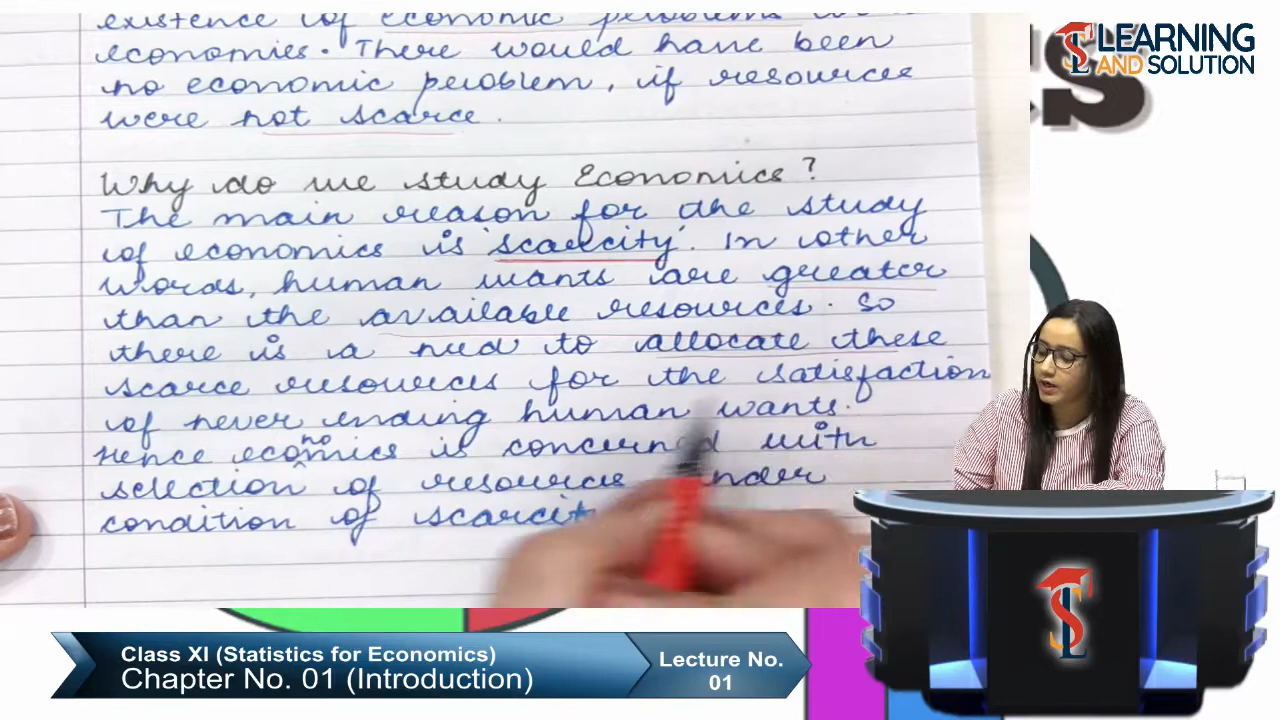 existence of economic problems
economies. There would have been
no economic problem, if resources
were not scarce.
Why do we study Economics?
The main reason for the study
of economics is 'scarcity'. In other
words, human wants are greater
than the available resources. So
there is a need to allocate these
scarce resources for the satisfaction
of never ending human wants.
Hence economics is concerned with
selection of resources under
condition of scarcit
LEARNING
AND SOLUTION
CS
Class XI (Statistics for Economics)
Chapter No. 01 (Introduction)
Lecture No.
01